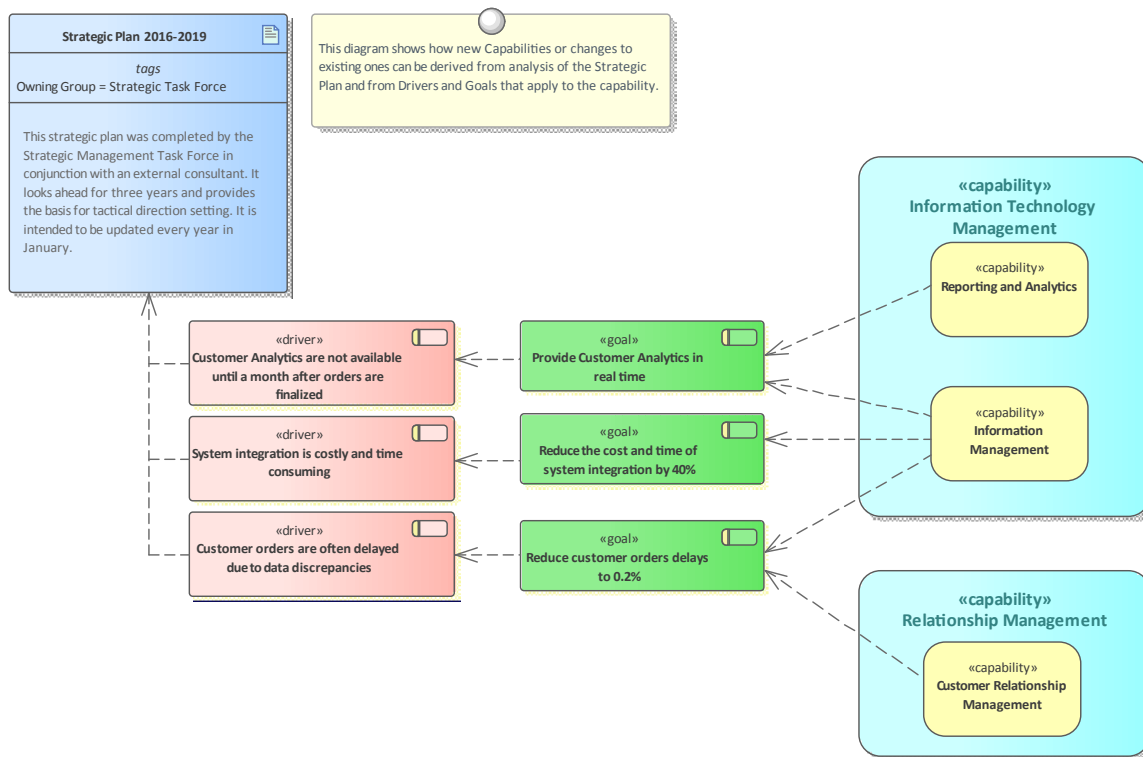 Strategic Plan 2016-2019
tags
Owning Group = Strategic Task Force
This strategic plan was completed by the
Strategic Management Task Force in
conjunction with an external consultant. It
looks ahead for three years and provides
the basis for tactical direction setting. It is
intended to be updated every year in
January.
This diagram shows how new Capabilities or changes to
existing ones can be derived from analysis of the Strategic
Plan and from Drivers and Goals that apply to the capability.
«driver»
Customer Analytics are not available
until a month after orders are
finalized
«driver»
System integration is costly and time
consuming
«driver»
Customer orders are often delayed
due to data discrepancies
«goal»
Provide Customer Analytics in
real time
«goal»
Reduce the cost and time of
system integration by 40%
«goal»
Reduce customer orders delays
to 0.2%
«capability»
Information Technology
Management
«capability»
Reporting and Analytics
«capability»
Information
Management
«capability»
Relationship Management
«capability»
Customer Relationship
Management